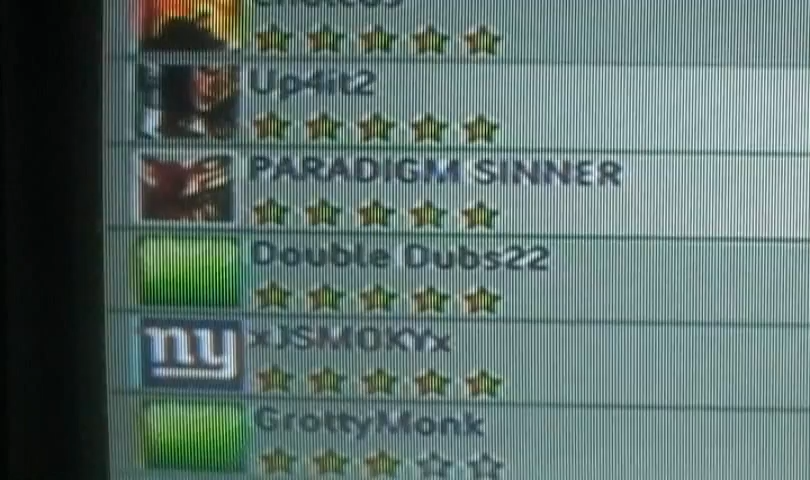 Up4it2
PARADIGM SINNER
Double Dubs22
ny
xJSMOKYx
GrottyMonk